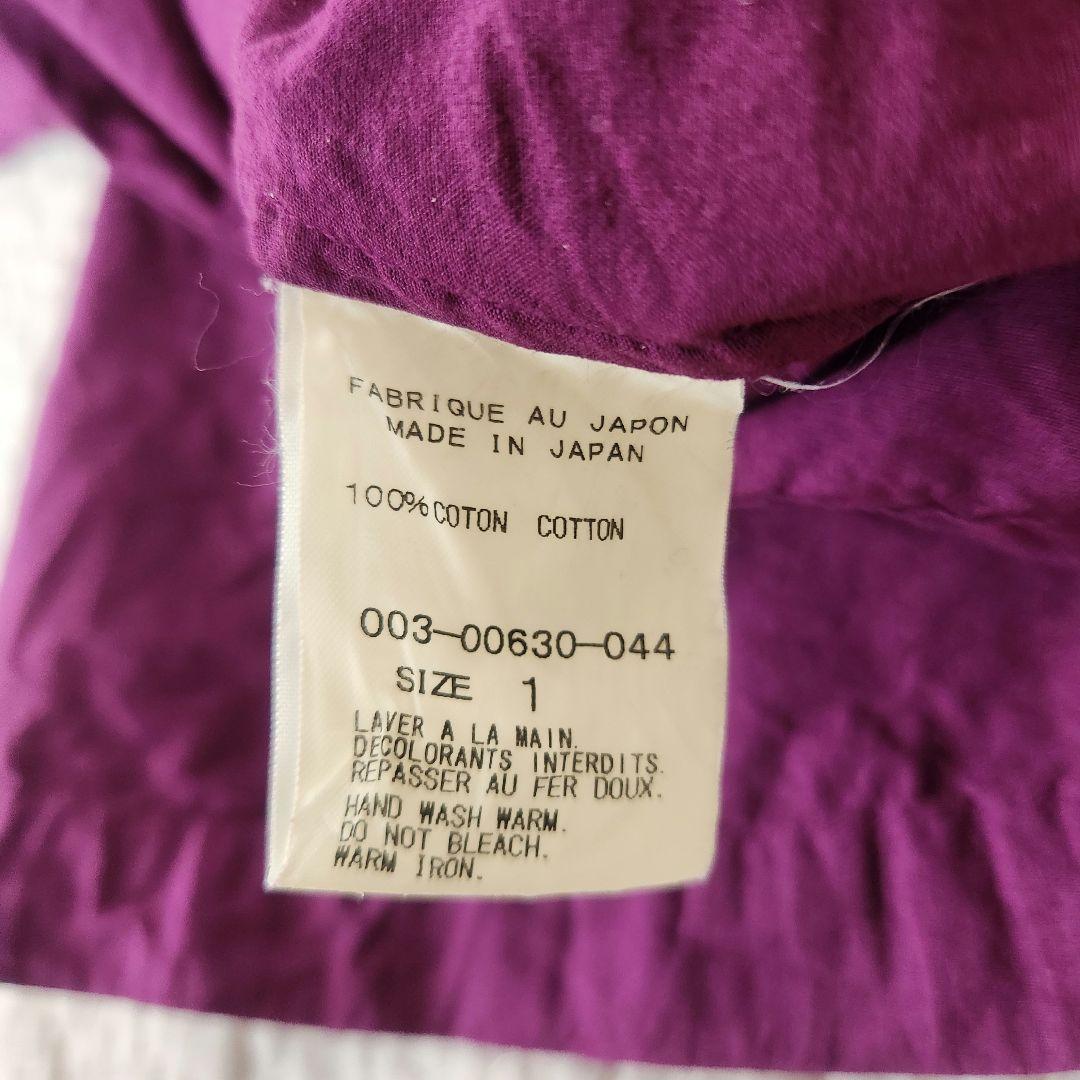 FABRIQUE AU JAPON
MADE IN JAPAN
100%COTON COTTON
003-00630-044
SIZE 1
LAVER A LA MAIN.
DECOLORANTS INTERDITS.
REPASSER AU FER DOUX.
HAND WASH WARM.
DO NOT BLEACH.
WARM IRON.